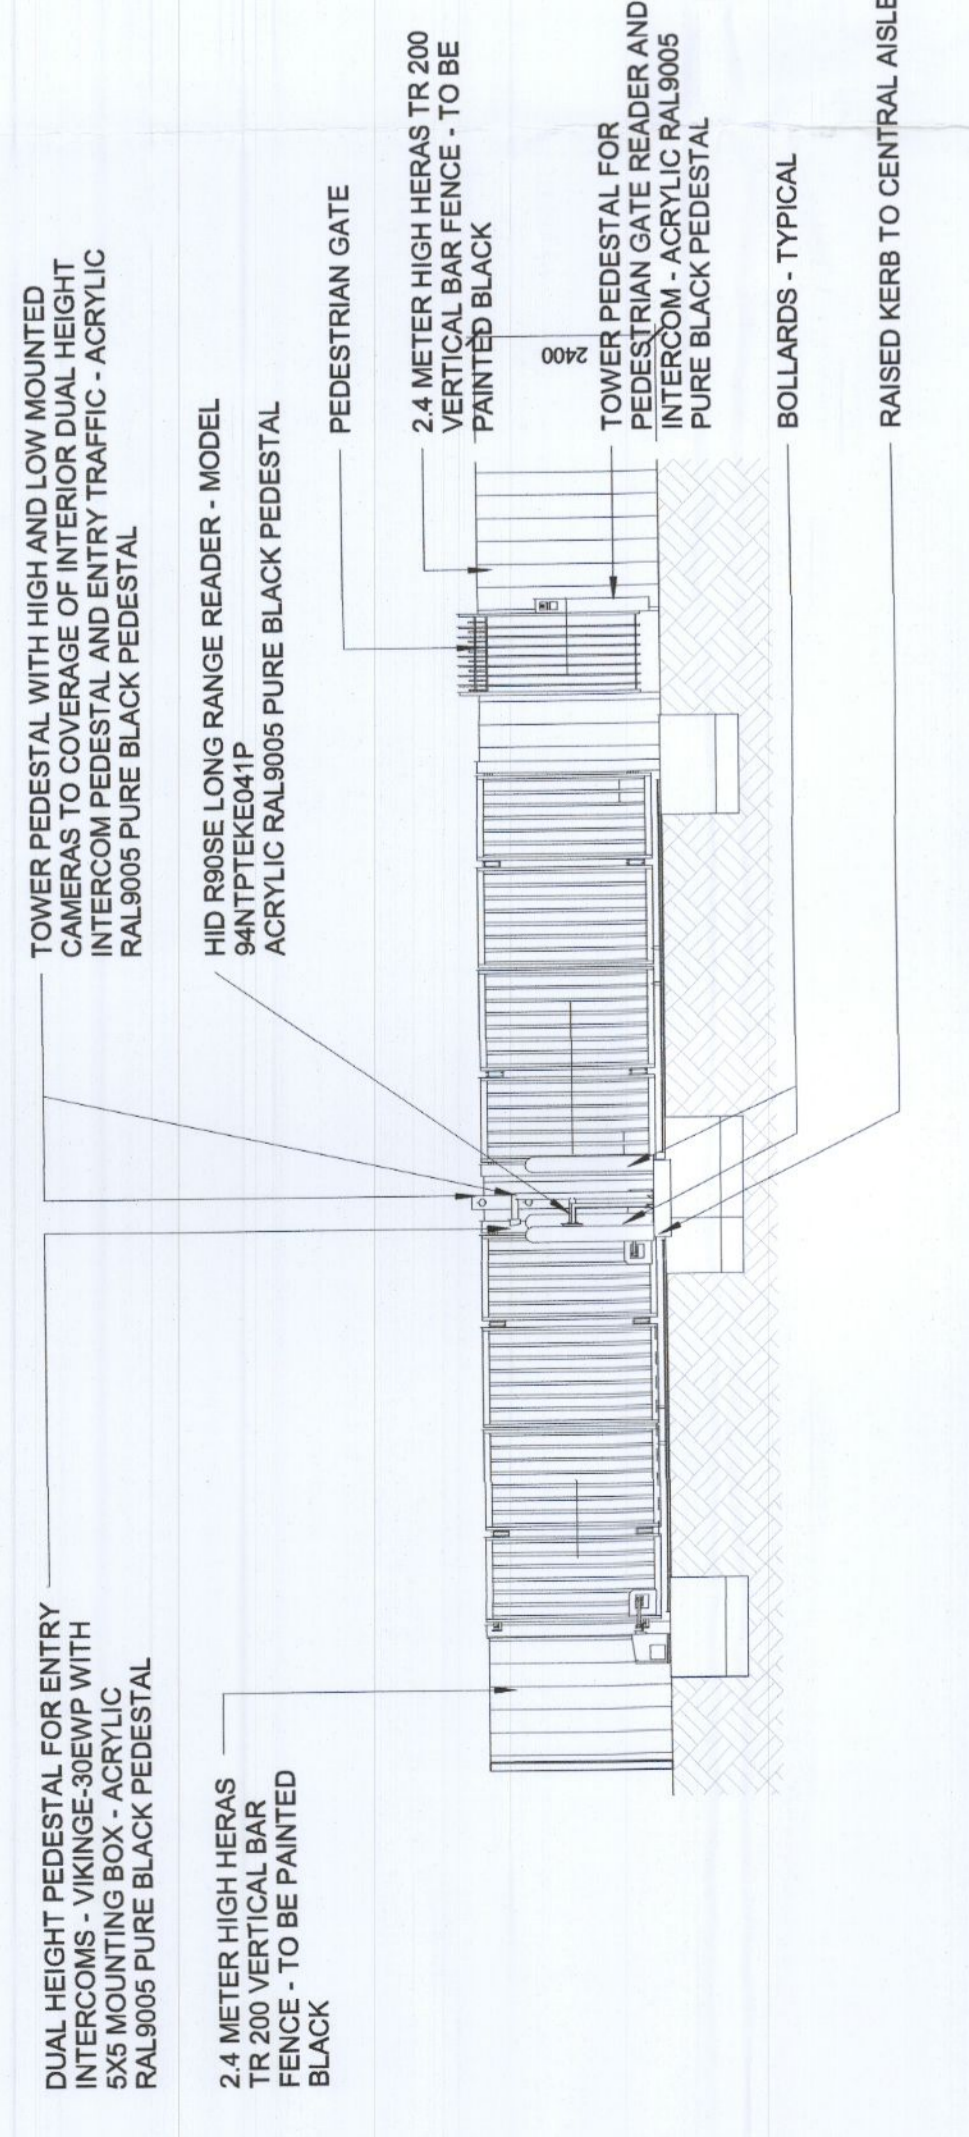 DUAL HEIGHT PEDESTAL FOR ENTRY
INTERCOMS - VIKINGE-30EWP WITH
5X5 MOUNTING BOX - ACRYLIC
RAL9005 PURE BLACK PEDESTAL
2.4 METER HIGH HERAS
TR 200 VERTICAL BAR
FENCE - TO BE PAINTED
BLACK
TOWER PEDESTAL WITH HIGH AND LOW MOUNTED
CAMERAS TO COVERAGE OF INTERIOR DUAL HEIGHT
INTERCOM PEDESTAL AND ENTRY TRAFFIC - ACRYLIC
RAL9005 PURE BLACK PEDESTAL
HID R90SE LONG RANGE READER - MODEL
94NTPTEKE041P
ACRYLIC RAL9005 PURE BLACK PEDESTAL
PEDESTRIAN GATE
2.4 METER HIGH HERAS TR 200
VERTICAL BAR FENCE - TO BE
PAINTED BLACK
2400
TOWER PEDESTAL FOR
PEDESTRIAN GATE READER AND
INTERCOM - ACRYLIC RAL9005
PURE BLACK PEDESTAL
BOLLARDS - TYPICAL
RAISED KERB TO CENTRAL AISLE